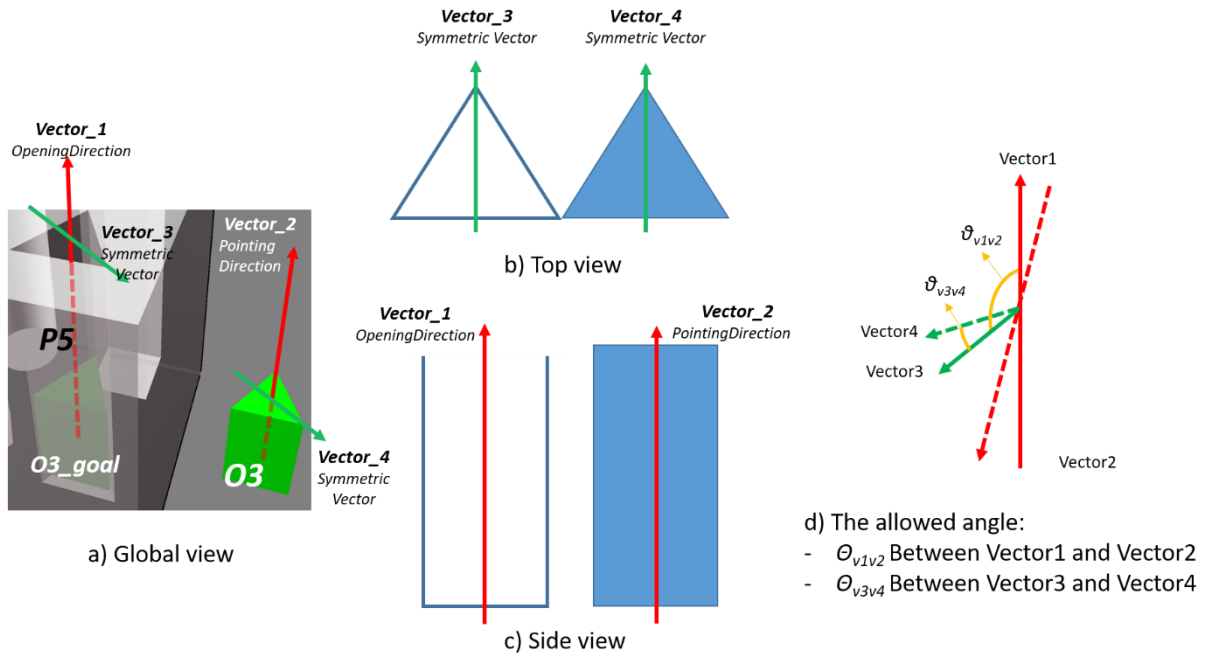 Vector_1
OpeningDirection
Vector_2
Pointing
Direction
Vector_3
Symmetric
Vector
P5
O3_goal
O3
Vector_4
Symmetric
Vector
a) Global view
Vector_3
Symmetric Vector
Vector_4
Symmetric Vector
b) Top view
Vector_1
OpeningDirection
Vector_2
PointingDirection
c) Side view
Vector1
ϑv1v2
ϑv3v4
Vector4
Vector3
Vector2
d) The allowed angle:
- Θv1v2 Between Vector1 and Vector2
- Θv3v4 Between Vector3 and Vector4